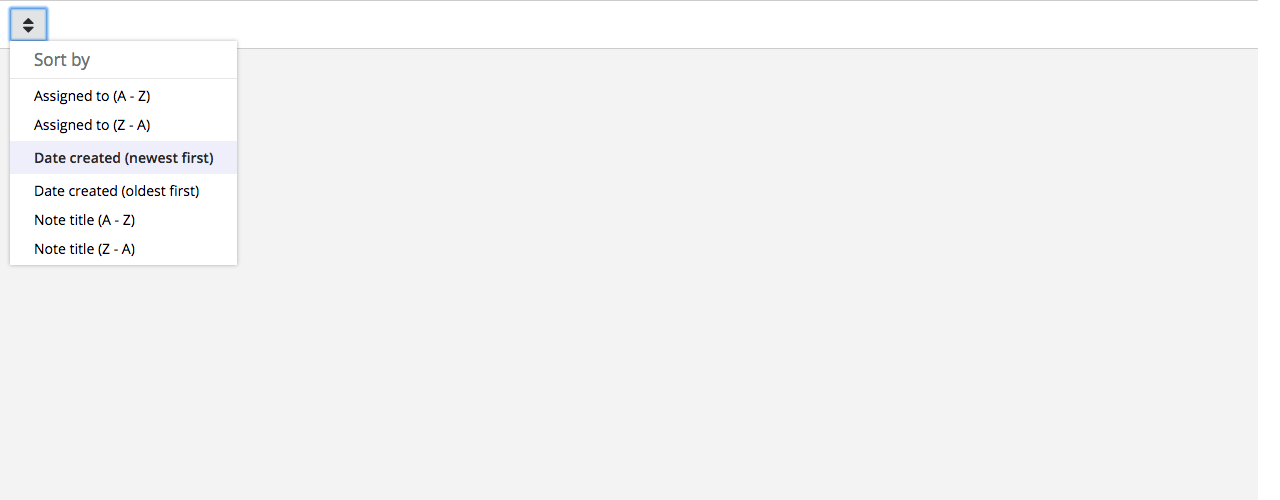 Sort by
Assigned to (A - Z)
Assigned to (Z - A)
Date created (newest first)
Date created (oldest first)
Note title (A - Z)
Note title (Z - A)